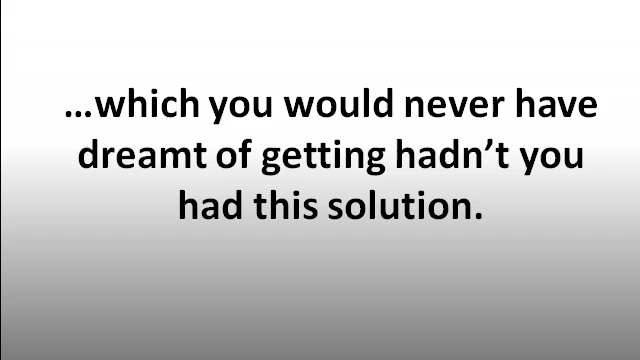 …which you would never have
dreamt of getting hadn’t you
had this solution.